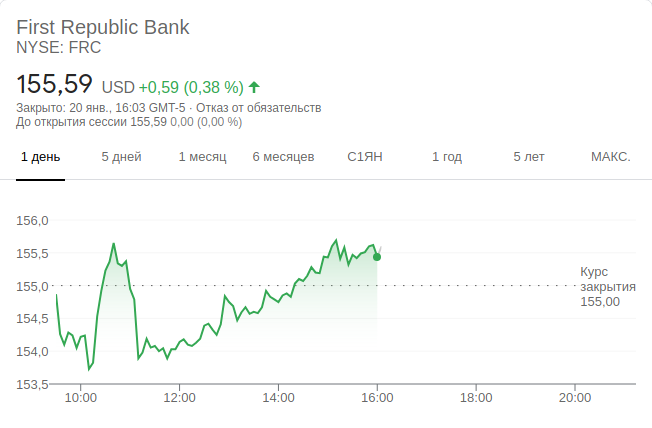 First Republic Bank
NYSE: FRC
155,59 USD +0,59 (0,38 %)
Закрыто: 20 янв., 16:03 GMT-5 · Отказ от обязательств
До открытия сессии 155,59 0,00 (0,00 %)
1 день 5 дней 1 месяц 6 месяцев С1ЯН 1 год 5 лет МАКС.
156,0
155,5
155,0
154,5
154,0
153,5
Курс
закрытия
155,00
10:00 12:00 14:00 16:00 18:00 20:00